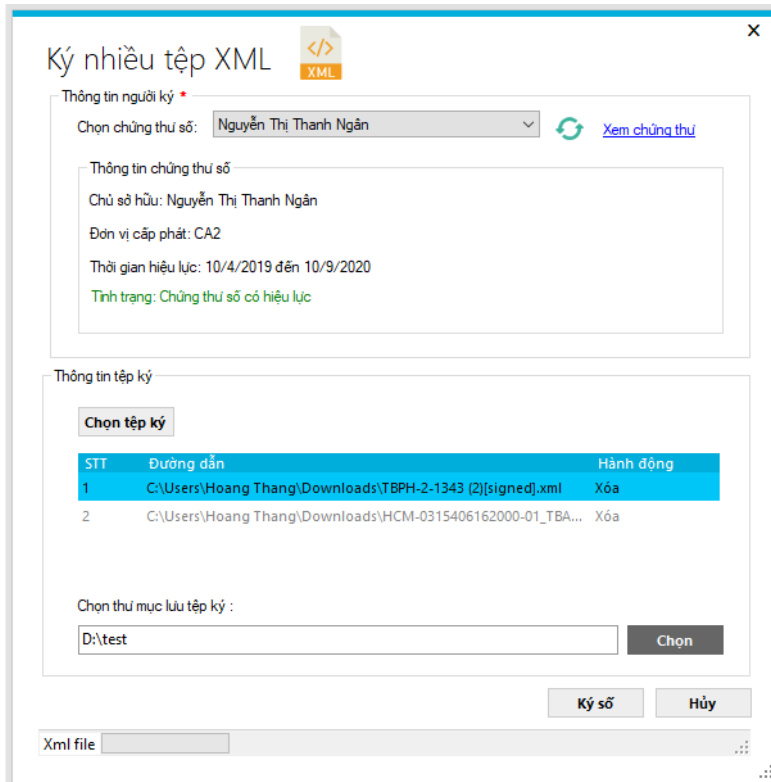 Ký nhiều tệp XML
</>
XML
Thông tin người ký *
Chọn chứng thư số: Nguyễn Thị Thanh Ngân Xem chứng thư
Thông tin chứng thư số
Chủ sở hữu: Nguyễn Thị Thanh Ngân
Đơn vị cấp phát: CA2
Thời gian hiệu lực: 10/4/2019 đến 10/9/2020
Tình trạng: Chứng thư số có hiệu lực
Thông tin tệp ký
Chọn tệp ký
STT Đường dẫn Hành động
1 C:\Users\Hoang Thang\Downloads\TBPH-2-1343 (2)[signed].xml Xóa
2 C:\Users\Hoang Thang\Downloads\HCM-0315406162000-01_TBA... Xóa
Chọn thư mục lưu tệp ký :
D:\test Chọn
Ký số Hủy
Xml file